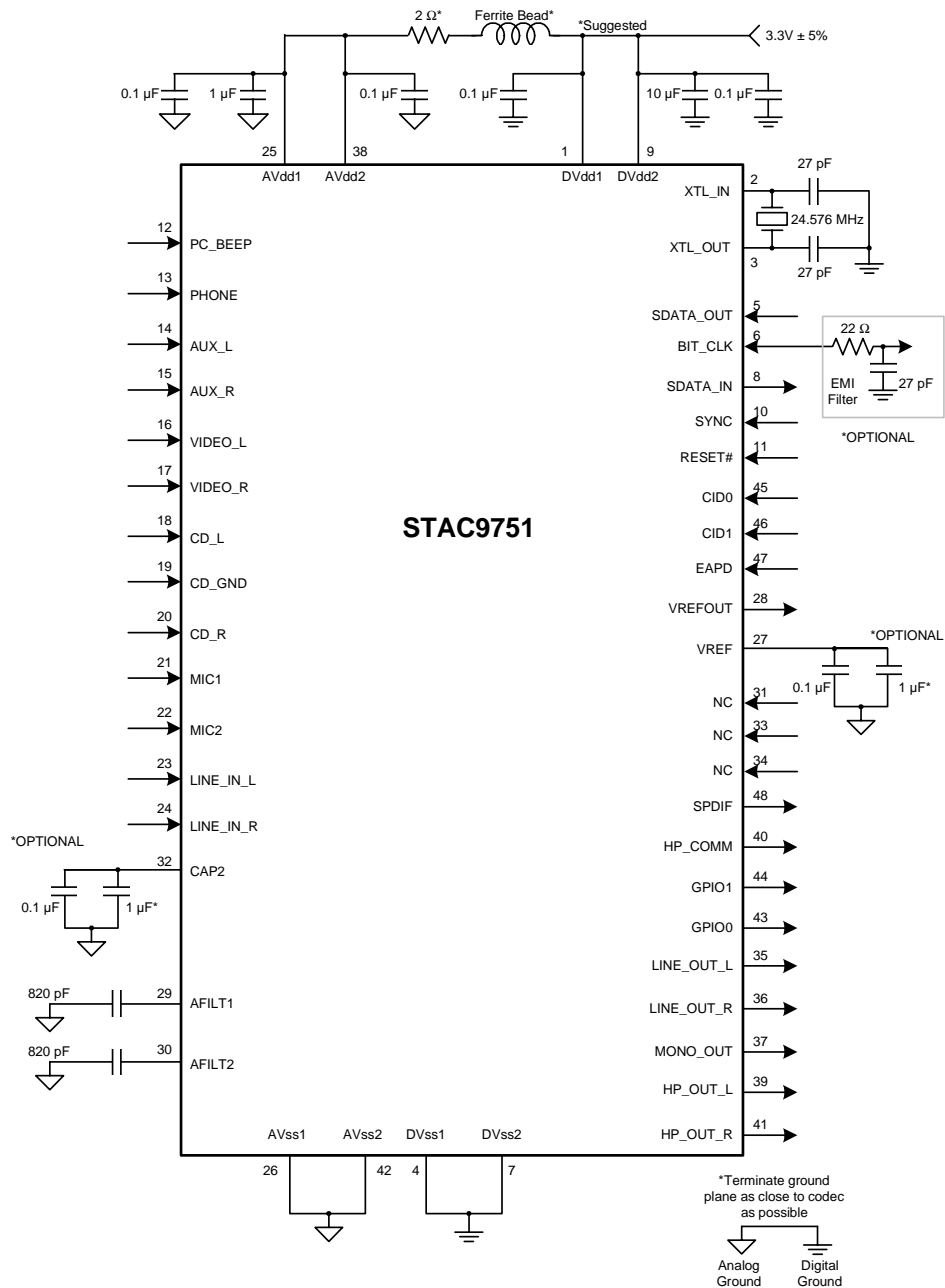 2 Ω*
Ferrite Bead*
*Suggested
3.3V ± 5%
0.1 µF
1 µF
0.1 µF
0.1 µF
10 µF
0.1 µF
25
38
1
9
AVdd1
AVdd2
DVdd1
DVdd2
27 pF
2
XTL_IN
24.576 MHz
XTL_OUT
3
27 pF
12
PC_BEEP
13
PHONE
14
AUX_L
15
AUX_R
16
VIDEO_L
17
VIDEO_R
18
CD_L
19
CD_GND
20
CD_R
21
MIC1
22
MIC2
23
LINE_IN_L
24
LINE_IN_R
*OPTIONAL
32
CAP2
0.1 µF
1 µF*
820 pF
29
AFILT1
820 pF
30
AFILT2
STAC9751
5
SDATA_OUT
6
BIT_CLK
22 Ω
27 pF
EMI
Filter
*OPTIONAL
8
SDATA_IN
10
SYNC
11
RESET#
45
CID0
46
CID1
47
EAPD
28
VREFOUT
27
VREF
*OPTIONAL
0.1 µF
1 µF*
31
NC
33
NC
34
NC
48
SPDIF
40
HP_COMM
44
GPIO1
43
GPIO0
35
LINE_OUT_L
36
LINE_OUT_R
37
MONO_OUT
39
HP_OUT_L
41
HP_OUT_R
AVss1
AVss2
DVss1
DVss2
26
42
4
7
*Terminate ground
plane as close to codec
as possible
Analog
Ground
Digital
Ground